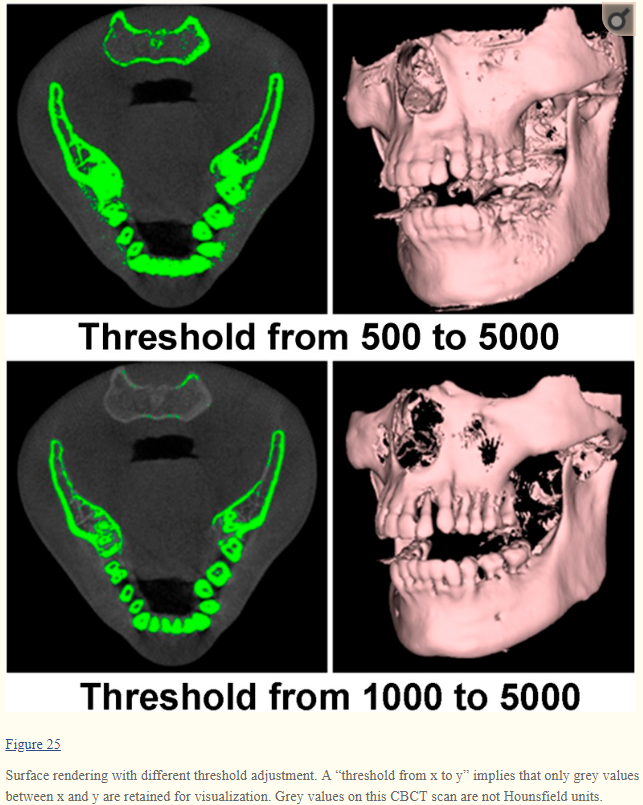 Threshold from 500 to 5000
Threshold from 1000 to 5000
Figure 25
Surface rendering with different threshold adjustment. A “threshold from x to y” implies that only grey values
between x and y are retained for visualization. Grey values on this CBCT scan are not Hounsfield units.